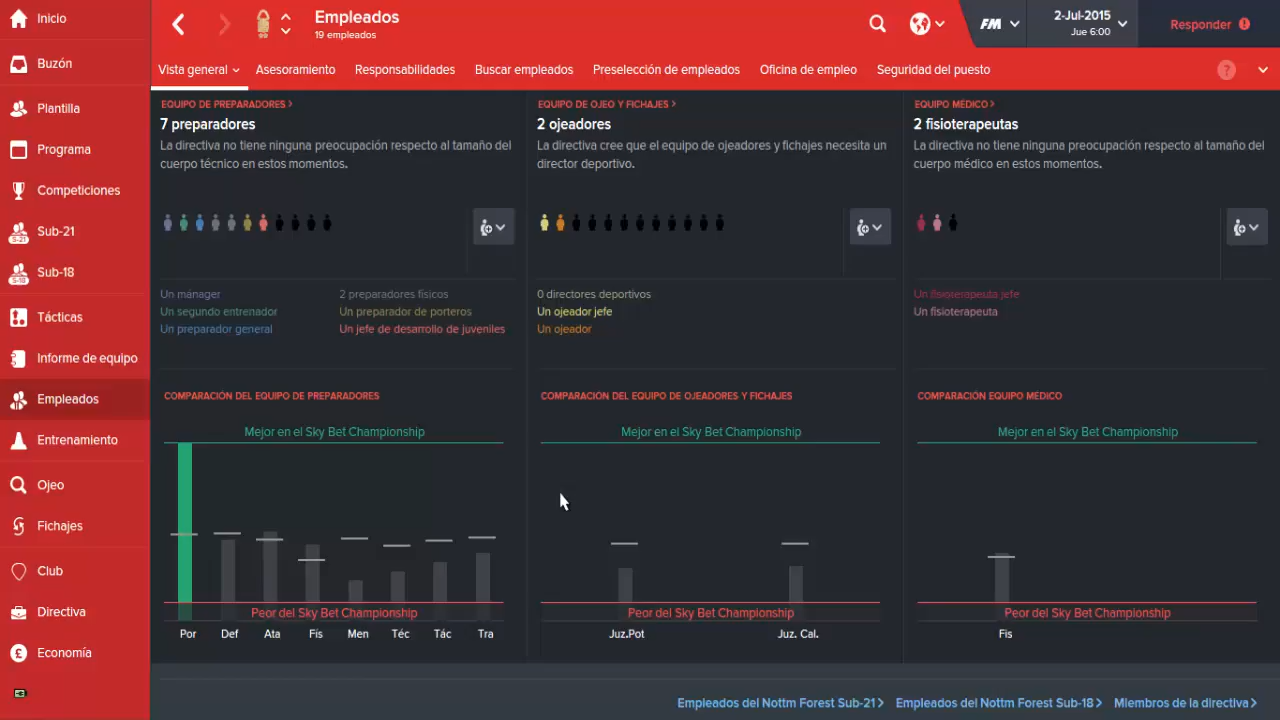 Inicio
Buzón
Plantilla
Programa
Competiciones
S-21
Sub-21
S-18
Sub-18
Tácticas
Informe de equipo
Empleados
Entrenamiento
Ojeo
Fichajes
Club
Directiva
£
Economía
Empleados
19 empleados
FM
2-Jul-2015
Jue 6:00
Responder
Vista general
Asesoramiento
Responsabilidades
Buscar empleados
Preselección de empleados
Oficina de empleo
Seguridad del puesto
?
EQUIPO DE PREPARADORES >
7 preparadores
La directiva no tiene ninguna preocupación respecto al tamaño del
cuerpo técnico en estos momentos.
Un mánager
Un segundo entrenador
Un preparador general
2 preparadores físicos
Un preparador de porteros
Un jefe de desarrollo de juveniles
COMPARACIÓN DEL EQUIPO DE PREPARADORES
Mejor en el Sky Bet Championship
Peor del Sky Bet Championship
Por Def Ata Fís Men Téc Tác Tra
EQUIPO DE OJEO Y FICHAJES >
2 ojeadores
La directiva cree que el equipo de ojeadores y fichajes necesita un
director deportivo.
0 directores deportivos
Un ojeador jefe
Un ojeador
COMPARACIÓN DEL EQUIPO DE OJEADORES Y FICHAJES
Mejor en el Sky Bet Championship
Peor del Sky Bet Championship
Juz.Pot Juz. Cal.
EQUIPO MÉDICO >
2 fisioterapeutas
La directiva no tiene ninguna preocupación respecto al tamaño del
cuerpo médico en estos momentos.
Un fisioterapeuta jefe
Un fisioterapeuta
COMPARACIÓN EQUIPO MÉDICO
Mejor en el Sky Bet Championship
Peor del Sky Bet Championship
Fis
Empleados del Nottm Forest Sub-21 >
Empleados del Nottm Forest Sub-18 >
Miembros de la directiva >